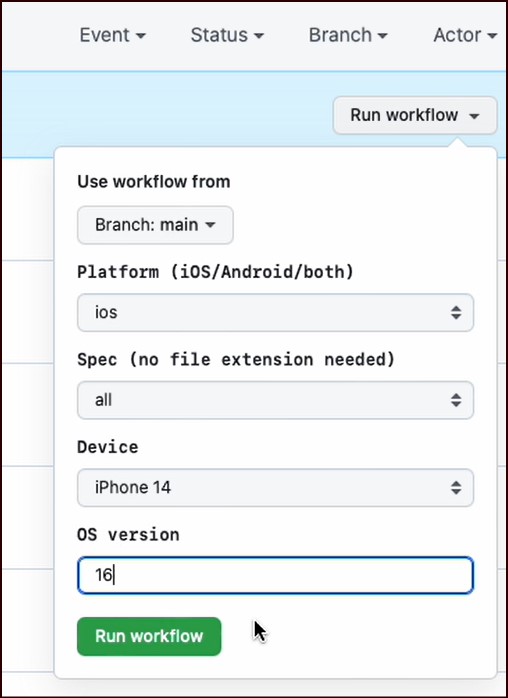 Event Status Branch Actor
Run workflow
Use workflow from
Branch: main
Platform (iOS/Android/both)
ios
Spec (no file extension needed)
all
Device
iPhone 14
OS version
16
Run workflow